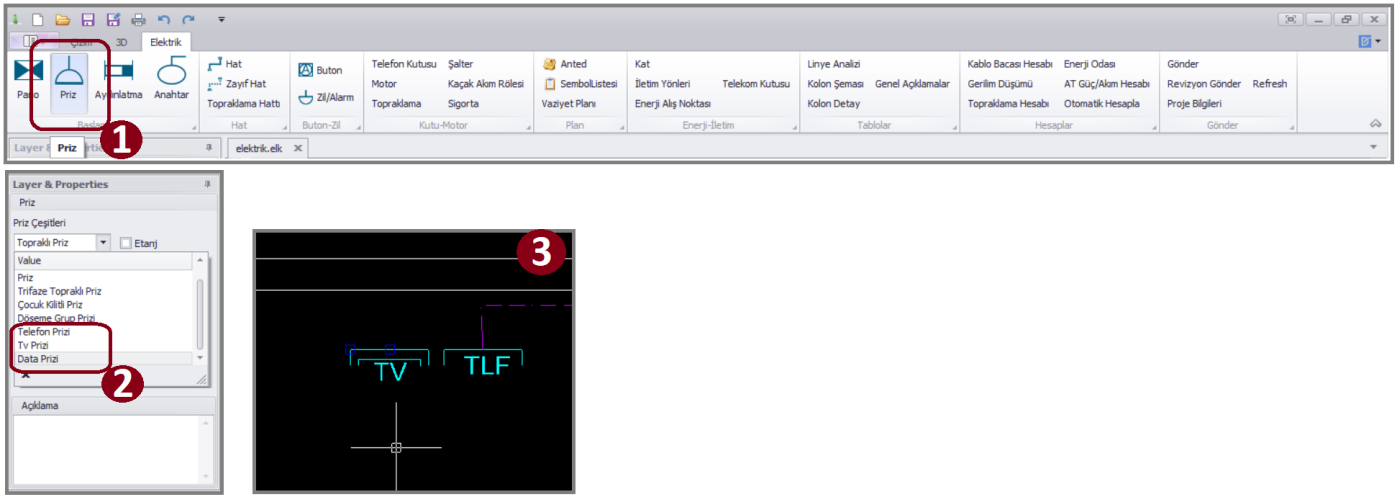 Çizim 3D Elektrik
Pano Priz Aydınlatma Anahtar
Hat
Zayıf Hat
Topraklama Hattı
Buton
Zil/Alarm
Telefon Kutusu Şalter
Motor Kaçak Akım Rölesi
Topraklama Sigorta
Anted
SembolListesi
Vaziyet Planı
Kat
İletim Yönleri Telekom Kutusu
Enerji Alış Noktası
Linye Analizi
Kolon Şeması Genel Açıklamalar
Kolon Detay
Kablo Bacası Hesabı Enerji Odası
Gerilim Düşümü AT Güç/Akım Hesabı
Topraklama Hesabı Otomatik Hesapla
Gönder
Revizyon Gönder Refresh
Proje Bilgileri
Hat Buton-Zil Kutu-Motor Plan Enerji-İletim Tablolar Hesaplar Gönder
1
Priz
elektrik.elk
Layer & Properties
Priz
Priz Çeşitleri
Topraklı Priz Etanj
Value
Priz
Trifaze Topraklı Priz
Çocuk Kilitli Priz
Döşeme Grup Prizi
Telefon Prizi
Tv Prizi
Data Prizi
2
Açıklama
3
TV TLF